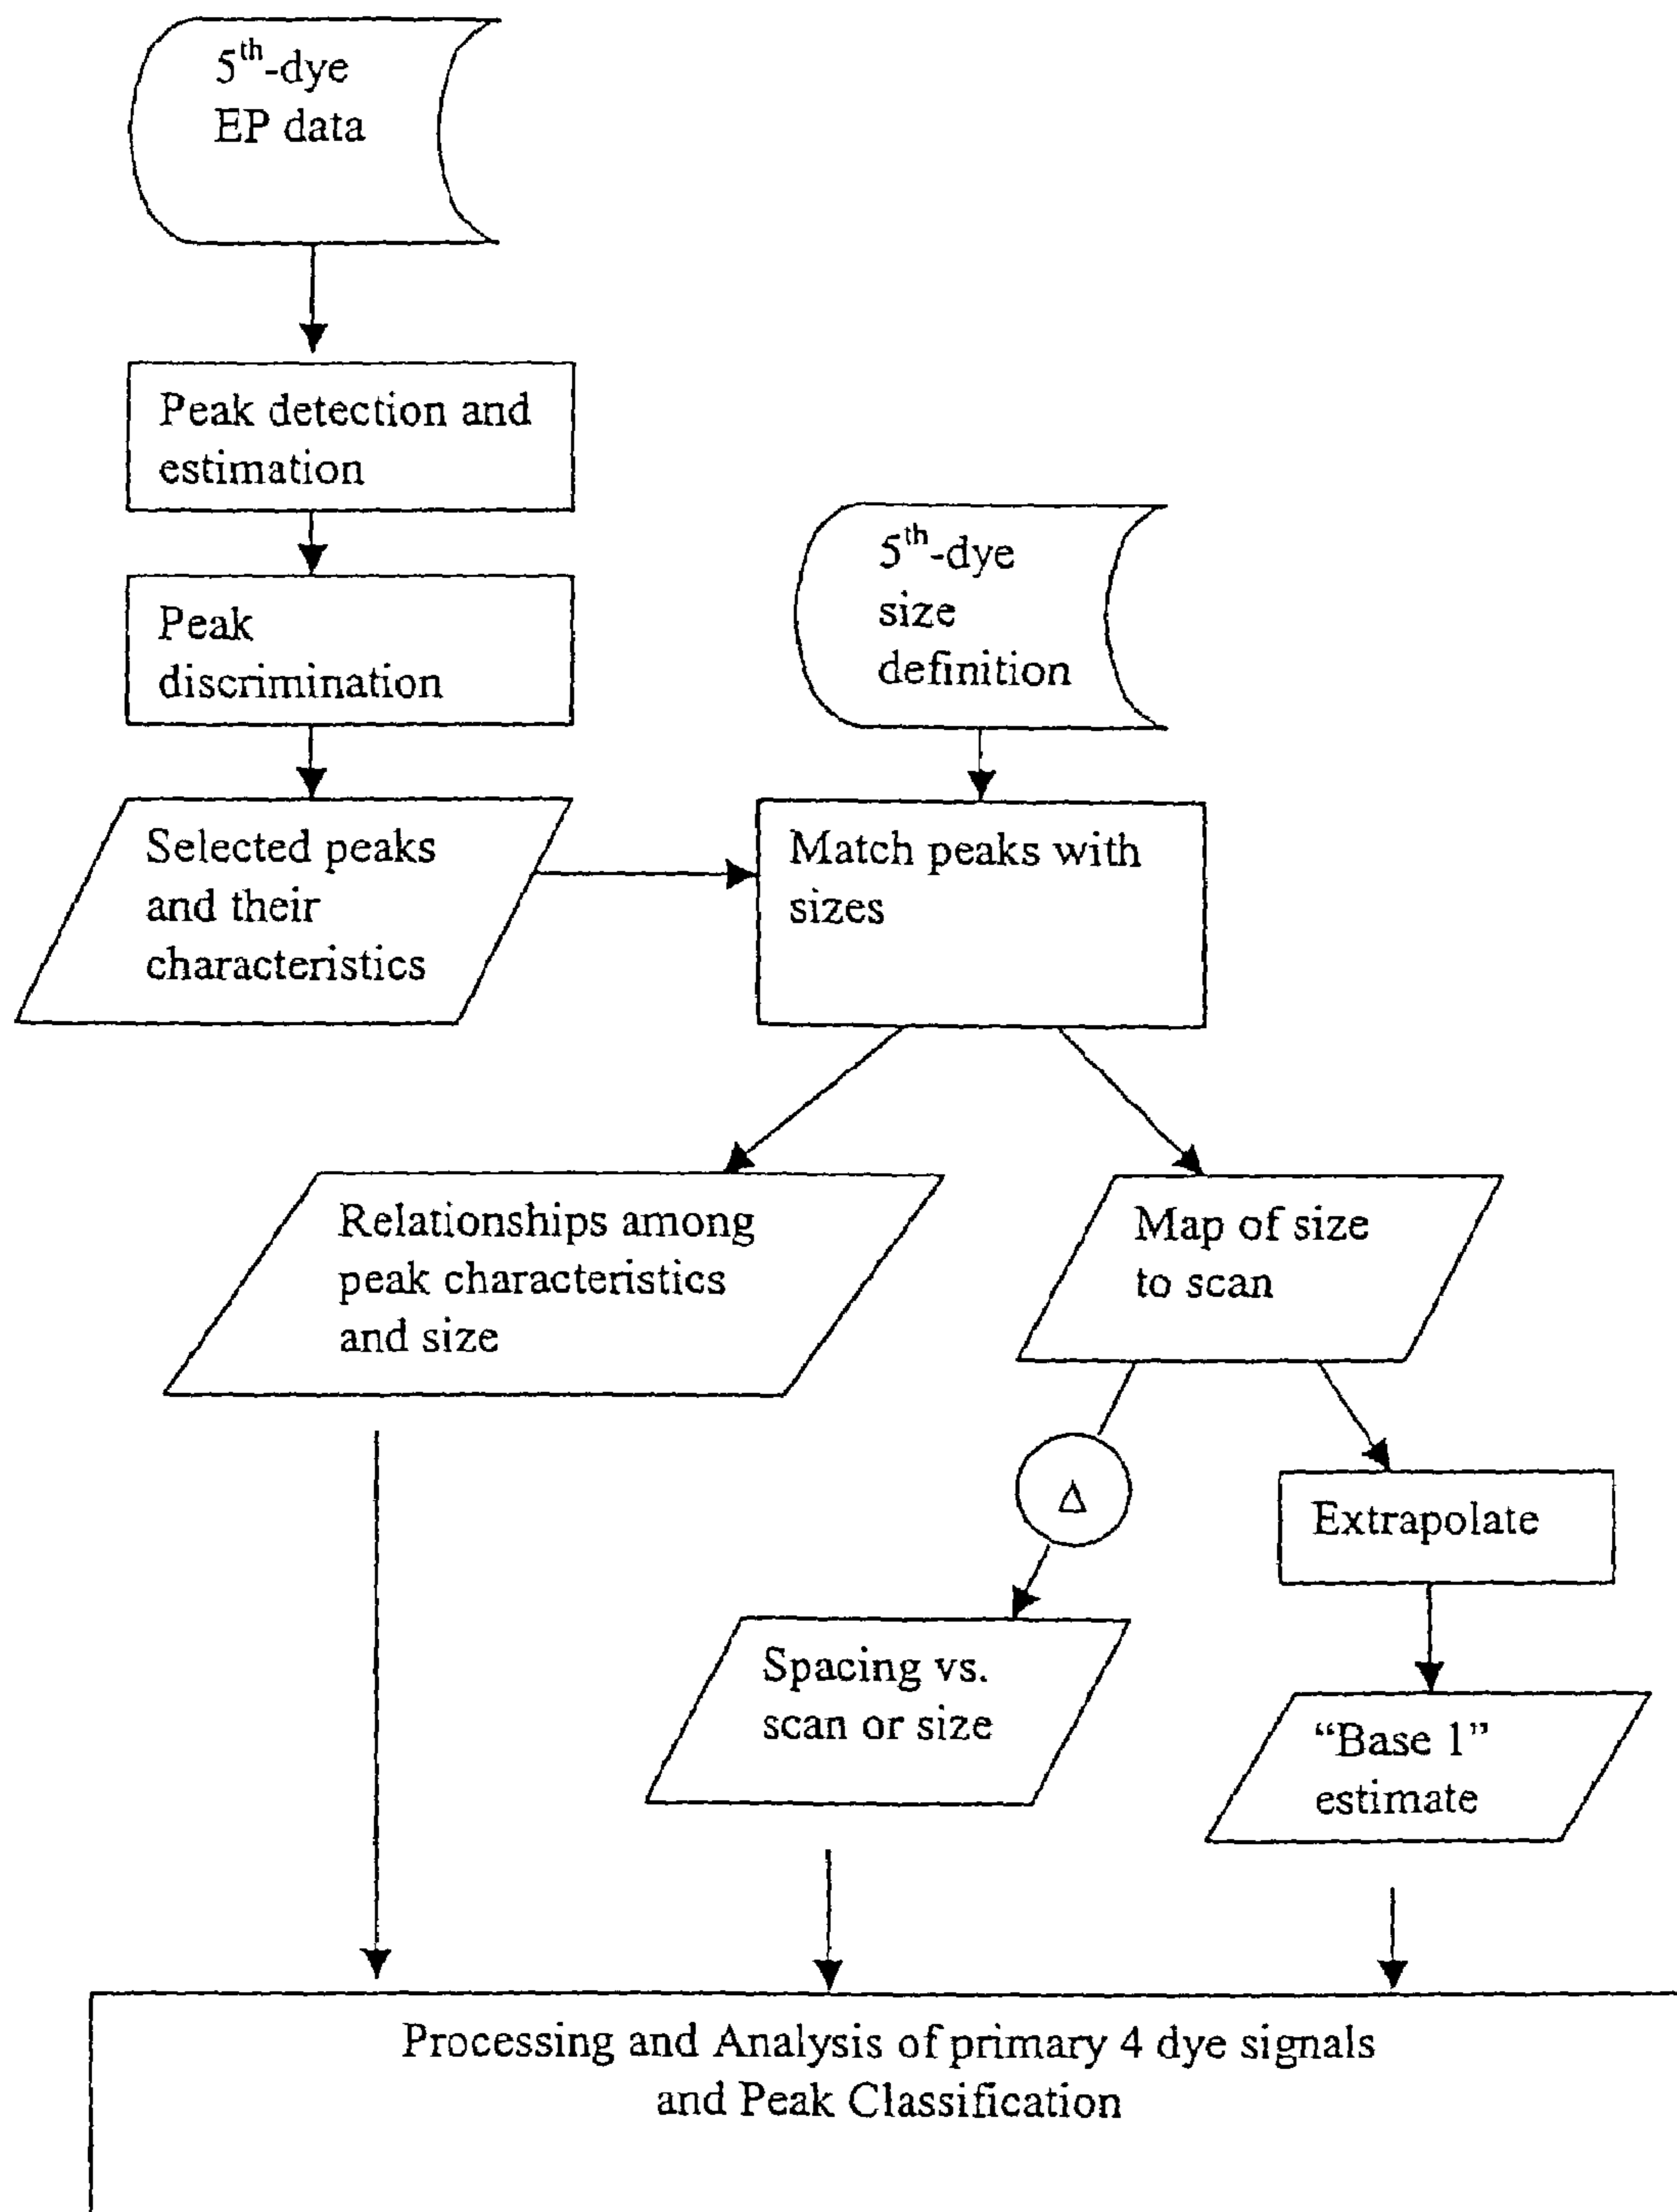 5th-dye
EP data
Peak detection and
estimation
Peak
discrimination
5th-dye
size
definition
Selected peaks
and their
characteristics
Match peaks with
sizes
Relationships among
peak characteristics
and size
Map of size
to scan
Δ
Extrapolate
Spacing vs.
scan or size
“Base 1”
estimate
Processing and Analysis of primary 4 dye signals
and Peak Classification